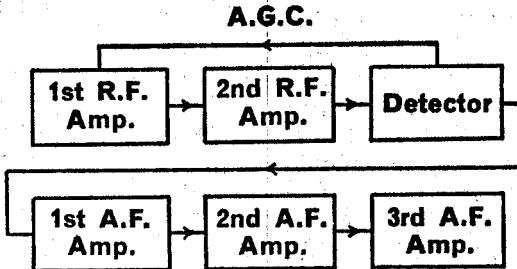 A.G.C.
1st R.F.
Amp.
2nd R.F.
Amp.
Detector
1st A.F.
Amp.
2nd A.F.
Amp.
3rd A.F.
Amp.